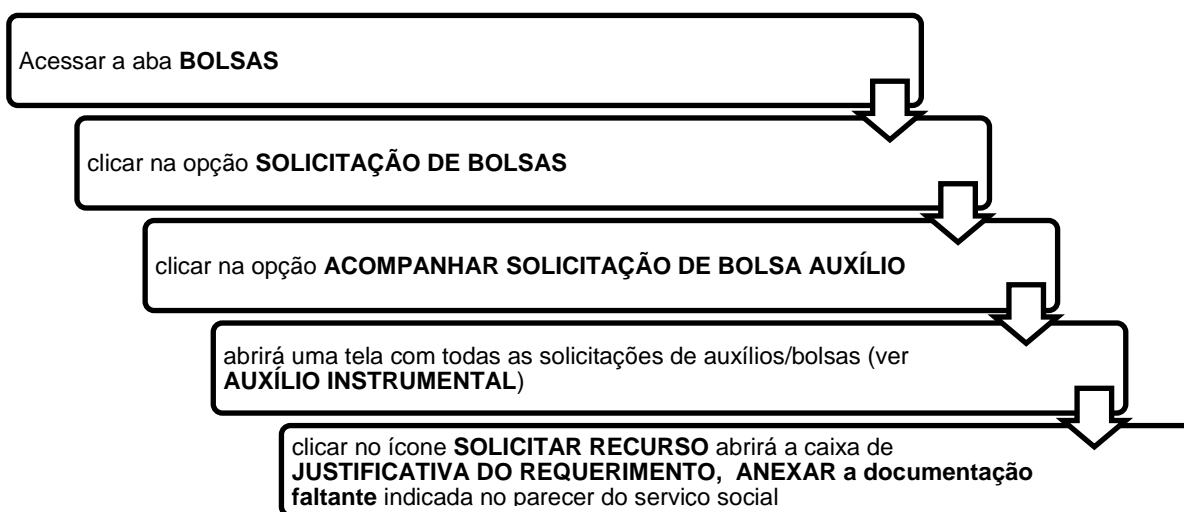 Acessar a aba BOLSAS
clicar na opção SOLICITAÇÃO DE BOLSAS
clicar na opção ACOMPANHAR SOLICITAÇÃO DE BOLSA AUXÍLIO
abrirá uma tela com todas as solicitações de auxílios/bolsas (ver
AUXÍLIO INSTRUMENTAL)
clicar no ícone SOLICITAR RECURSO abrirá a caixa de
JUSTIFICATIVA DO REQUERIMENTO, ANEXAR a documentação
faltante indicada no parecer do serviço social